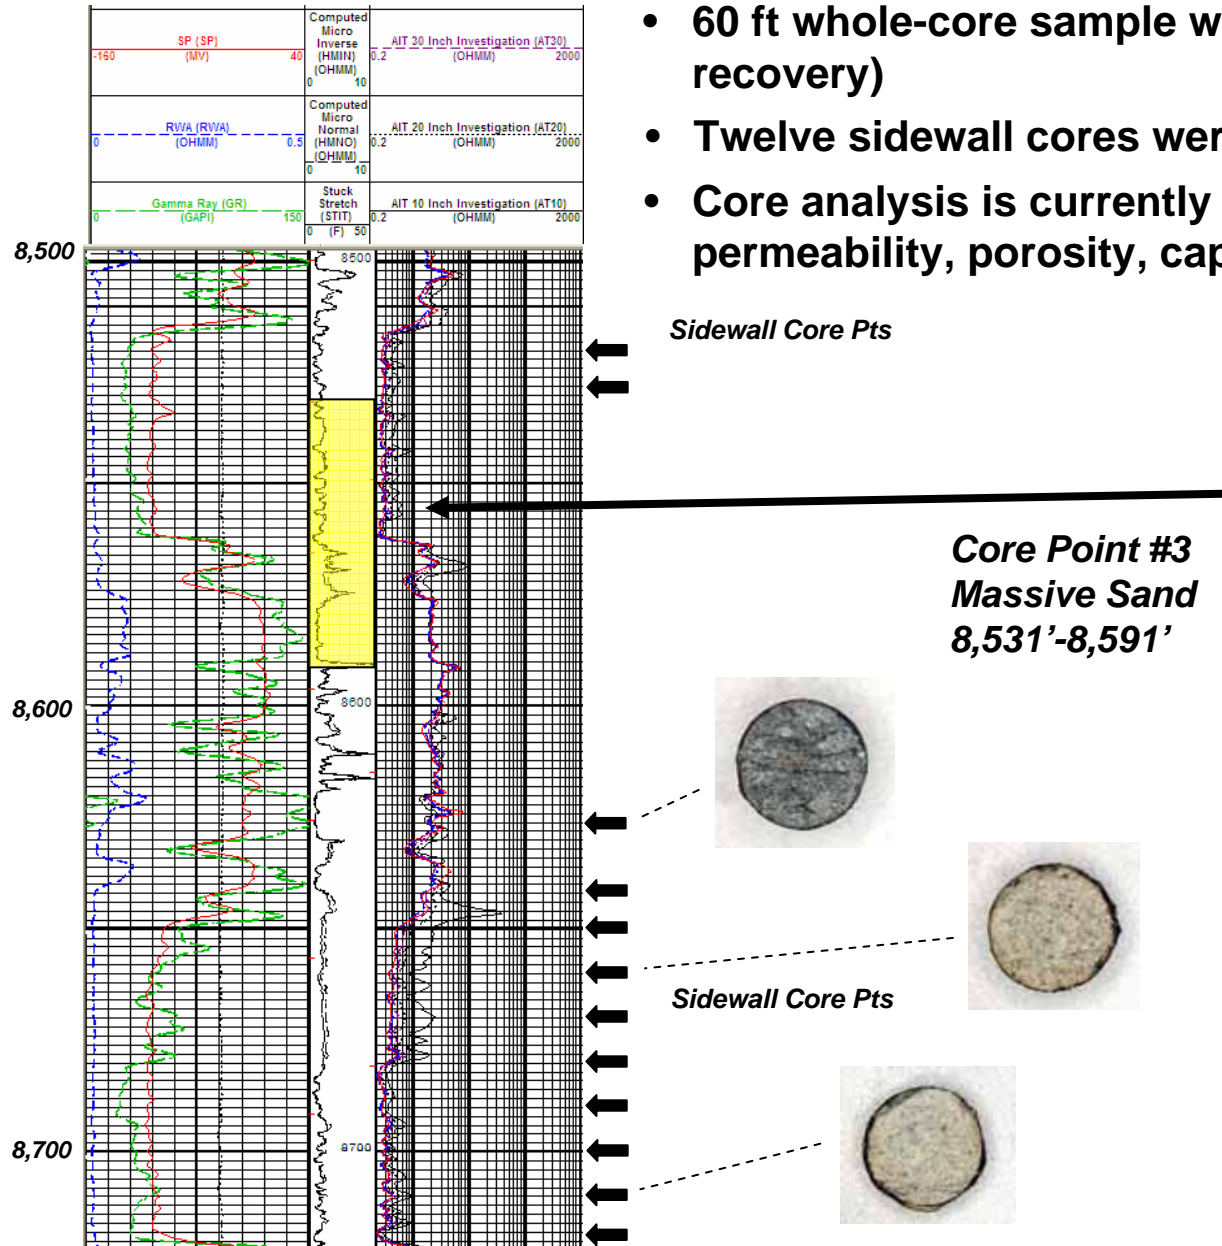 Computed
Micro
Inverse
(HMIN)
(OHMM)
0 10
SP (SP)
-160 (MV) 40
AIT 30 Inch Investigation (AT30)
0.2 (OHMM) 2000
Computed
Micro
Normal
(HMNO)
(OHMM)
0 10
RWA (RWA)
0 (OHMM) 0.5
AIT 20 Inch Investigation (AT20)
0.2 (OHMM) 2000
Stuck
Stretch
(STIT)
0 (F) 50
Gamma Ray (GR)
0 (GAPI) 150
AIT 10 Inch Investigation (AT10)
0.2 (OHMM) 2000
• 60 ft whole-core sample w
recovery)
• Twelve sidewall cores wer
• Core analysis is currently
permeability, porosity, cap
8,500
8500
Sidewall Core Pts
Core Point #3
Massive Sand
8,531’-8,591’
8,600
8600
Sidewall Core Pts
8,700
8700